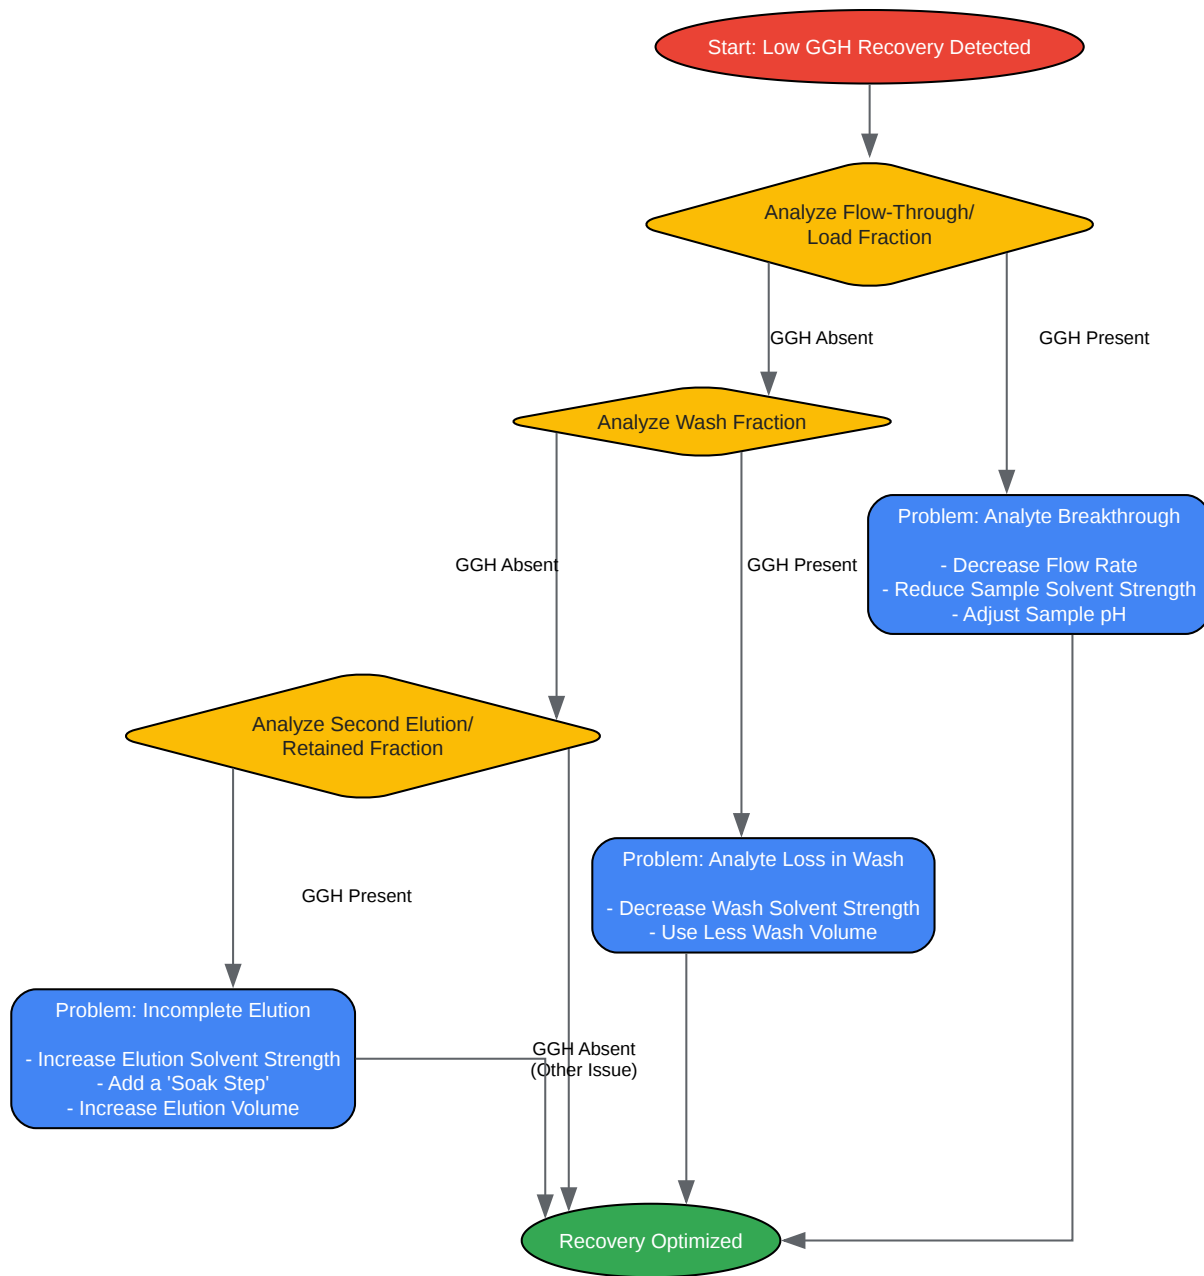 Start: Low GGH Recovery Detected
Analyze Flow-Through/
Load Fraction
GGH Absent
GGH Present
Analyze Wash Fraction
Problem: Analyte Breakthrough
- Decrease Flow Rate
- Reduce Sample Solvent Strength
- Adjust Sample pH
GGH Absent
GGH Present
Analyze Second Elution/
Retained Fraction
Problem: Analyte Loss in Wash
- Decrease Wash Solvent Strength
- Use Less Wash Volume
GGH Present
Problem: Incomplete Elution
- Increase Elution Solvent Strength
- Add a 'Soak Step'
- Increase Elution Volume
GGH Absent
(Other Issue)
Recovery Optimized